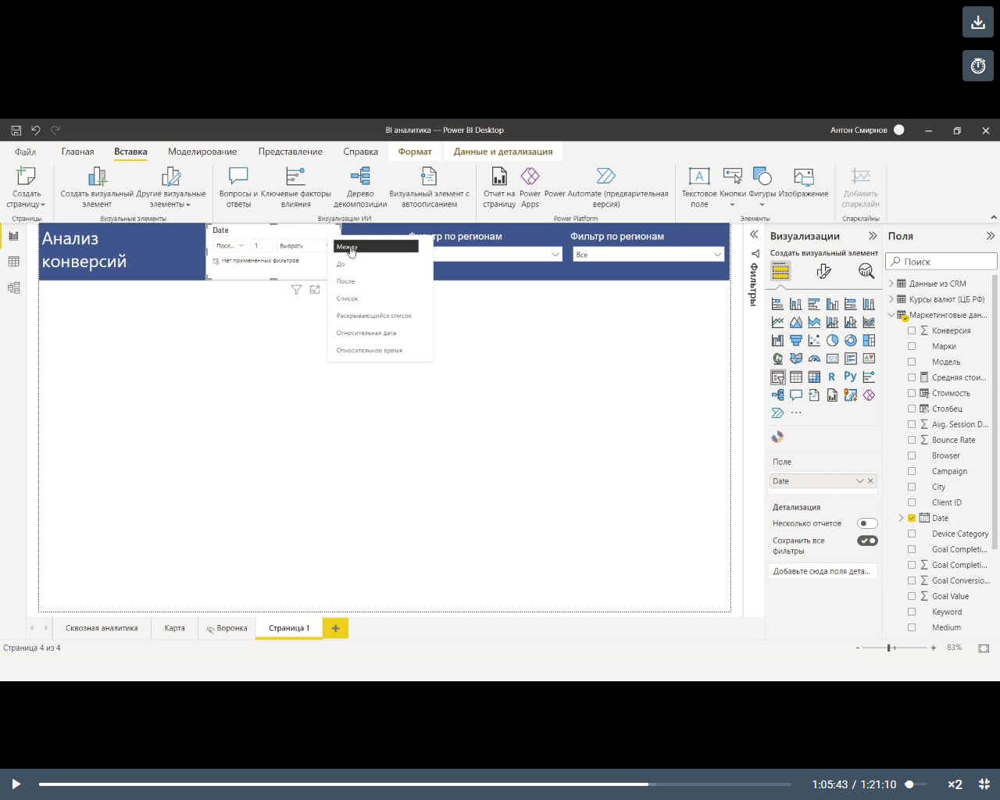 BI аналитика — Power BI Desktop
Антон Смирнов
Файл
Главная
Вставка
Моделирование
Представление
Справка
Формат
Данные и детализация
Создать страницу
Создать визуальный элемент
Другие визуальные элементы
Вопросы и ответы
Ключевые факторы влияния
Дерево декомпозиции
Визуальный элемент с автоописанием
Отчет на страницу
Power Apps
Power Automate (предварительная версия)
Текстовое поле
Кнопки
Фигуры
Изображение
Добавить спарклайн
Страницы
Визуальные элементы
Визуализации ИИ
Power Platform
Элементы
Спарклайны
Анализ
конверсий
Date
Посл...
1
Выбрать
Нет примененных фильтров
Между
До
После
Список
Раскрывающийся список
Относительная дата
Относительное время
тр по регионам
Фильтр по регионам
Все
Фильтры
Визуализации
Создать визуальный элемент
R
Py
123
Поле
Date
Детализация
Несколько отчетов
Сохранить все
фильтры
Добавьте сюда поля дета...
Поля
Поиск
Данные из CRM
Курсы валют (ЦБ РФ)
Маркетинговые дан...
Конверсия
Марки
Модель
Средняя стои...
Стоимость
Столбец
Avg. Session D...
Bounce Rate
Browser
Campaign
City
Client ID
Date
Device Category
Goal Completi...
Goal Completi...
Goal Conversio...
Goal Value
Keyword
Medium
Сквозная аналитика
Карта
Воронка
Страница 1
+
Страница 4 из 4
- + 83%
1:05:43 / 1:21:10
×2